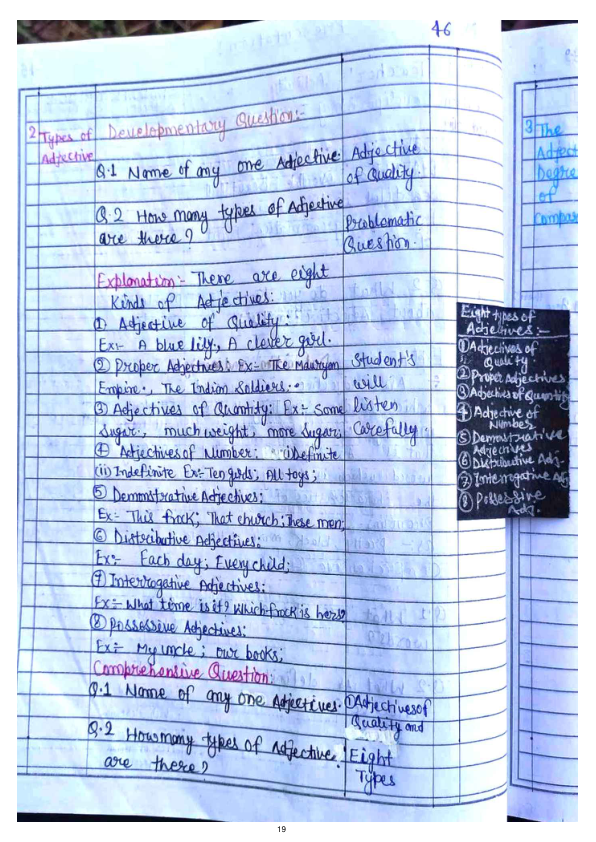 46
2 Types of Adjective
Developmentary Question:-
Q.1 Name of any one Adjective.
Adjective of Quality.
Q.2 How many types of Adjective
are there?
Problematic
Question.
Explanation:- There are eight
Kinds of Adjectives:
① Adjective of Quality:
Ex:- A blue lily, A clever girl.
② Proper Adjectives: Ex:- The Mauryan
Empire., The Indian Soldiers..
③ Adjectives of Quantity: Ex:- Some
Sugar, much weight, more sugar;
Student's
will
listen
Carefully
④ Adjectives of Number: (i) Definite
(ii) Indefinite Ex:- Ten girls; All toys;
⑤ Demonstrative Adjectives:
Ex:- This frock; That church; These men;
⑥ Distributive Adjectives:
Ex:- Each day; Every child;
⑦ Interrogative Adjectives:
Ex:- What time is it? Which frock is hers?
⑧ Possessive Adjectives:
Ex:- My uncle; our books;
Comprehensive Question:
Q.1 Name of any one Adjectives.
① Adjectives of
Quality and
Q.2 How many types of Adjective
are there?
Eight
Types
Eight types of
Adjectives:-
① Adjectives of
Quality
② Proper Adjectives
③ Adjectives of Quantity
④ Adjective of
Number
⑤ Demonstrative
Adjectives
⑥ Distributive Adj-
⑦ Interrogative Adj
⑧ Possessive
Adj.
3 The
Adject
Degree
of
Compar
19